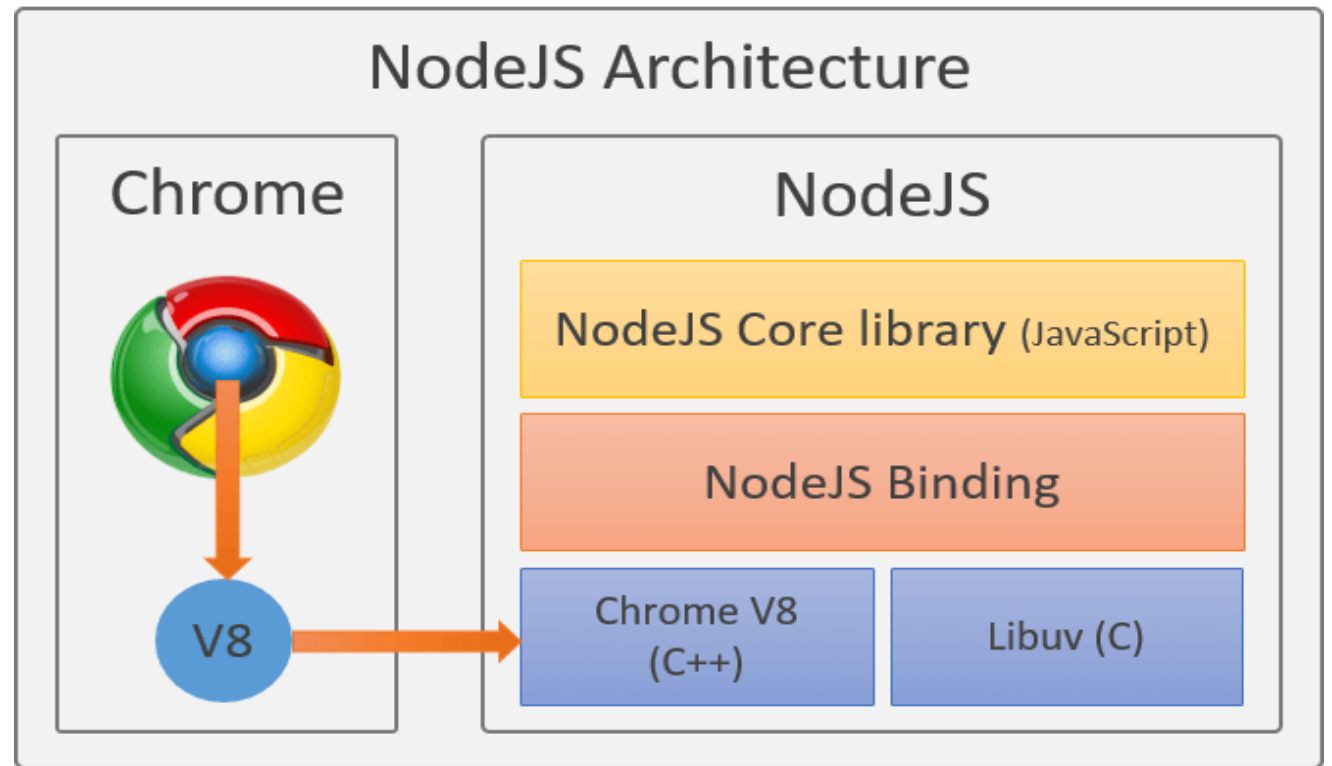 NodeJS Architecture
Chrome
V8
NodeJS
NodeJS Core library (JavaScript)
NodeJS Binding
Chrome V8
(C++)
Libuv (C)